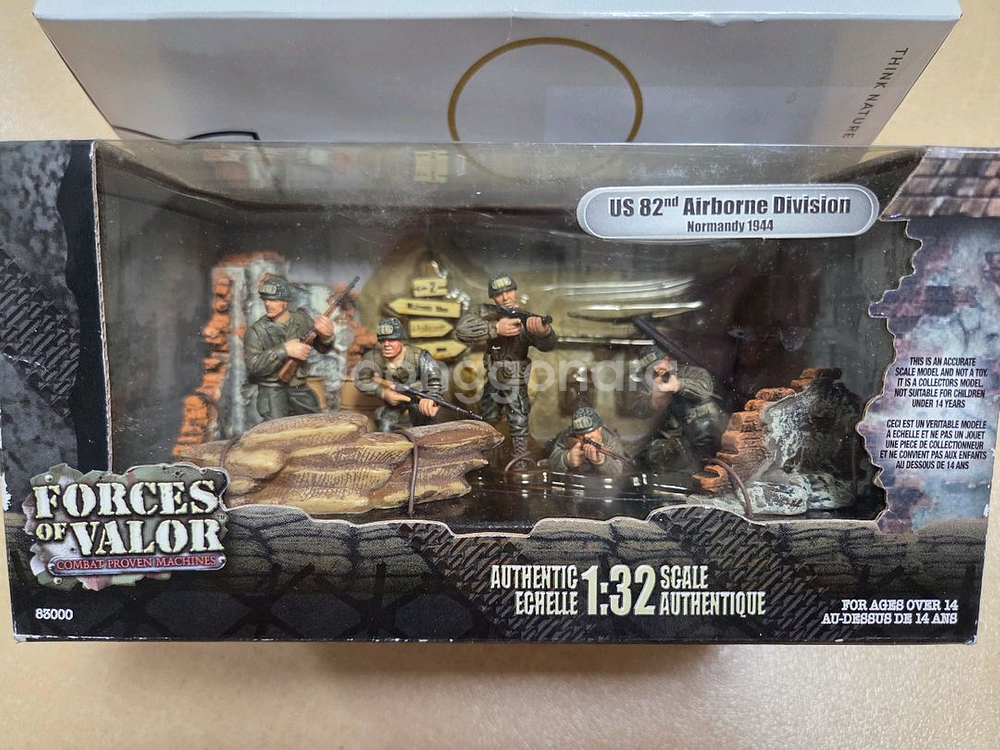 THINK NATURE
US 82nd Airborne Division
Normandy 1944
Joonggonara
THIS IS AN ACCURATE
SCALE MODEL AND NOT A TOY.
IT IS A COLLECTORS MODEL.
NOT SUITABLE FOR CHILDREN
UNDER 14 YEARS
CECI EST UN VERITABLE MODÈLE
A ECHELLE ET NE PAS UN JOUET
UNE PIECE DE COLLECTIONNEUR
ET NE CONVIENT PAS AUX ENFANTS
AU DESSOUS DE 14 ANS
FORCES
OF VALOR
COMBAT PROVEN MACHINES
AUTHENTIC 1:32 SCALE
ECHELLE AUTHENTIQUE
83000
FOR AGES OVER 14
AU-DESSUS DE 14 ANS